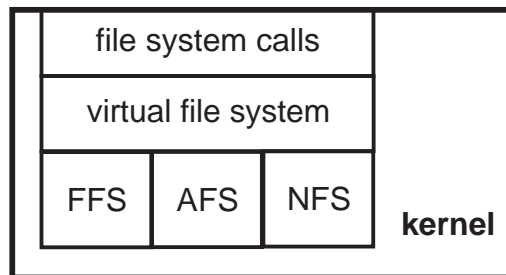 file system calls
virtual file system
FFS AFS NFS
kernel